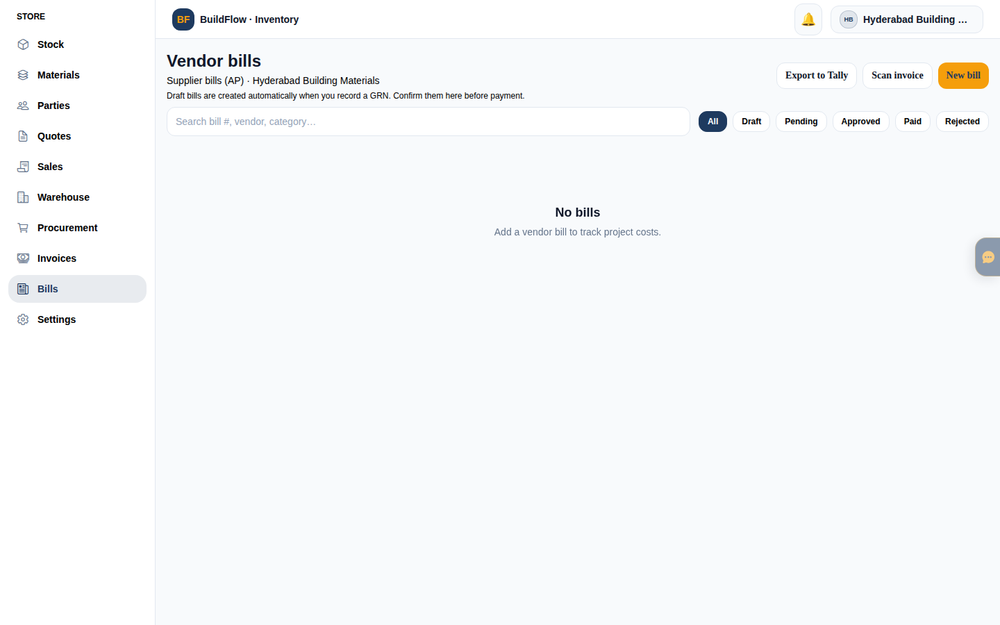 STORE
Stock
Materials
Parties
Quotes
Sales
Warehouse
Procurement
Invoices
Bills
Settings
BF BuildFlow · Inventory
HB Hyderabad Building ...
Vendor bills
Supplier bills (AP) · Hyderabad Building Materials
Draft bills are created automatically when you record a GRN. Confirm them here before payment.
Export to Tally Scan invoice New bill
Search bill #, vendor, category…
All Draft Pending Approved Paid Rejected
No bills
Add a vendor bill to track project costs.